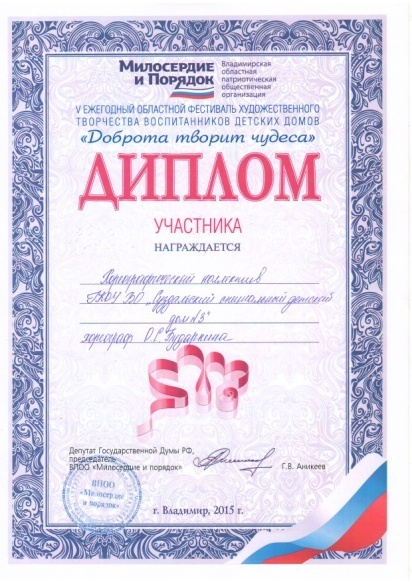 Милосердие
и Порядок
Владимирская
областная
патриотическая
общественная
организация
V ЕЖЕГОДНЫЙ ОБЛАСТНОЙ ФЕСТИВАЛЬ ХУДОЖЕСТВЕННОГО
ТВОРЧЕСТВА ВОСПИТАННИКОВ ДЕТСКИХ ДОМОВ
«Доброта творит чудеса»
ДИПЛОМ
УЧАСТНИКА
НАГРАЖДАЕТСЯ
Хореографический коллектив
ГКОУ ВО „Суздальский специальный детский
дом №3"
хореограф О.С. Бударкина
Депутат Государственной Думы РФ,
председатель
ВПОО «Милосердие и порядок»
Г.В. Аникеев
ВПОО
«Милосердие
и порядок»
г. Владимир, 2015 г.